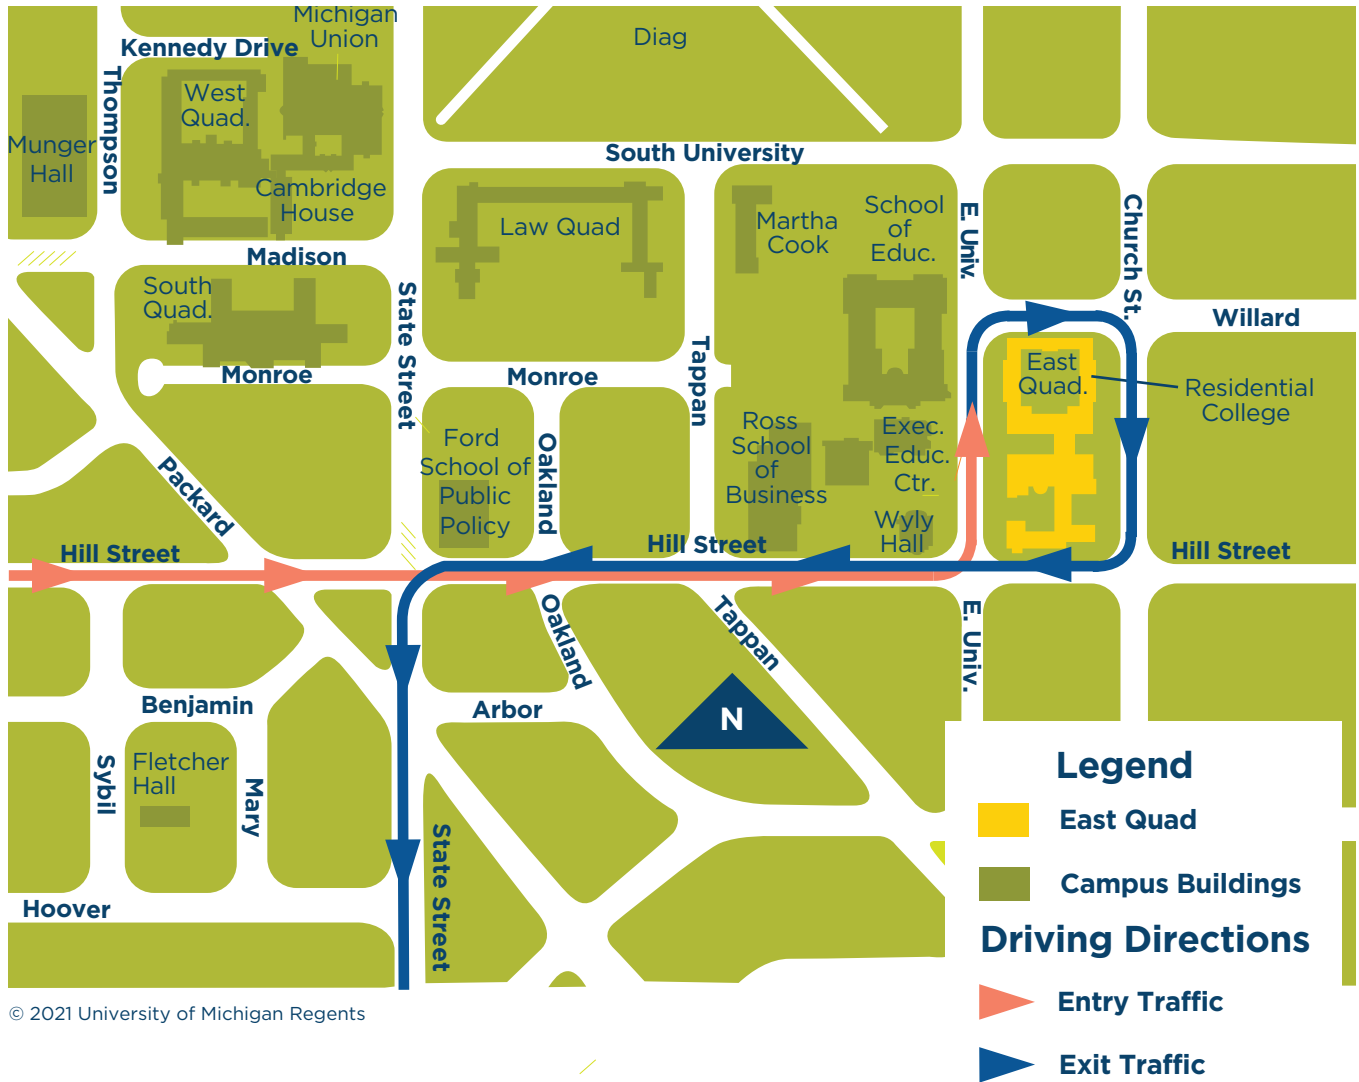 Michigan
Union
Diag
Kennedy Drive
Thompson
West
Quad.
Munger
Hall
South University
Cambridge
House
Law Quad
Martha
Cook
School
of
Educ.
E. Univ.
Church St.
Madison
South
Quad.
State Street
Willard
Tappan
Monroe
Monroe
East
Quad.
Residential
College
Ford
School of
Public
Policy
Oakland
Ross
School
of
Business
Exec.
Educ.
Ctr.
Wyly
Hall
Packard
Hill Street
Hill Street
Hill Street
Oakland
Tappan
E. Univ.
Benjamin
Arbor
N
Sybil
Fletcher
Hall
Mary
State Street
Hoover
Legend
East Quad
Campus Buildings
Driving Directions
Entry Traffic
Exit Traffic
© 2021 University of Michigan Regents